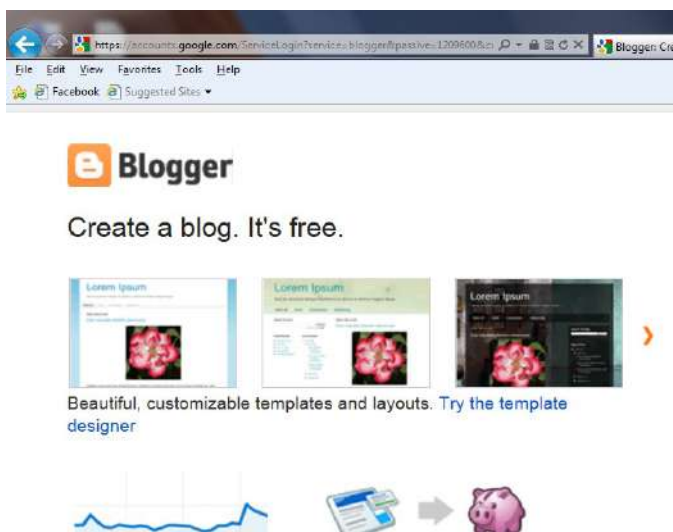 https://accounts.google.com/ServiceLogin?service=blogger&passive=1209600&c
Blogger: Cre
File Edit View Favorites Tools Help
Facebook Suggested Sites
Blogger
Create a blog. It's free.
Lorem Ipsum
Lorem Ipsum
Lorem Ipsum
Beautiful, customizable templates and layouts. Try the template
designer